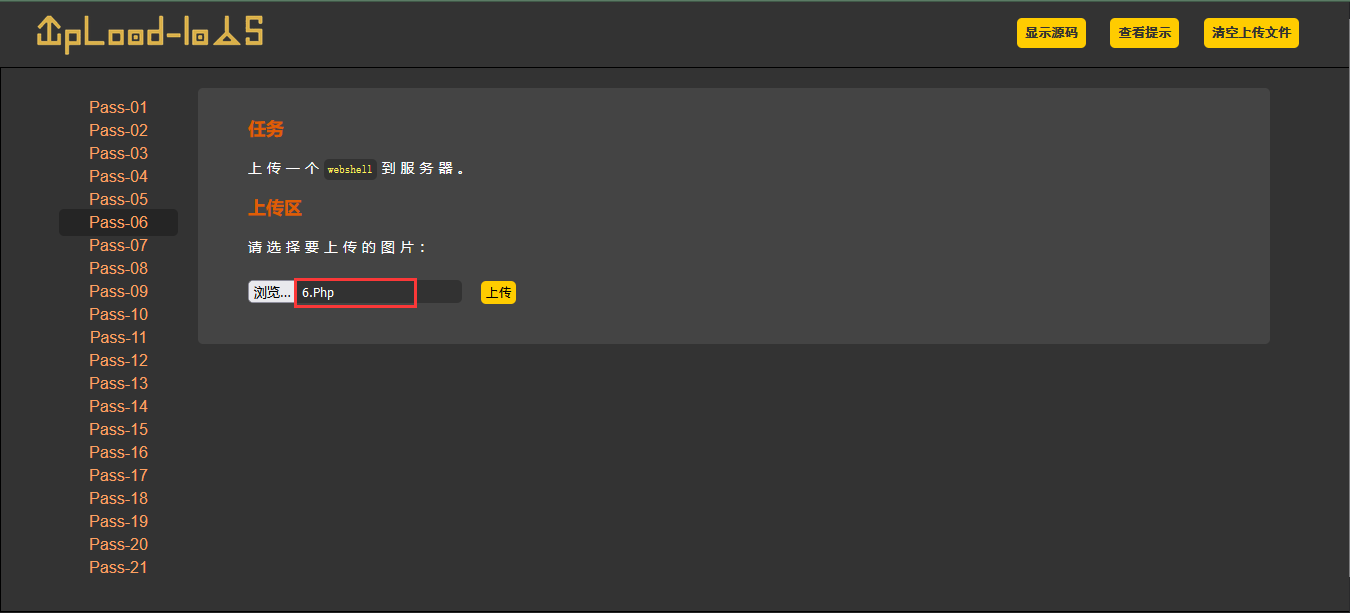 UpLoad-labS
显示源码 查看提示 清空上传文件
Pass-01
Pass-02
Pass-03
Pass-04
Pass-05
Pass-06
Pass-07
Pass-08
Pass-09
Pass-10
Pass-11
Pass-12
Pass-13
Pass-14
Pass-15
Pass-16
Pass-17
Pass-18
Pass-19
Pass-20
Pass-21
任务
上传一个 webshell 到服务器。
上传区
请选择要上传的图片：
浏览... 6.Php 上传